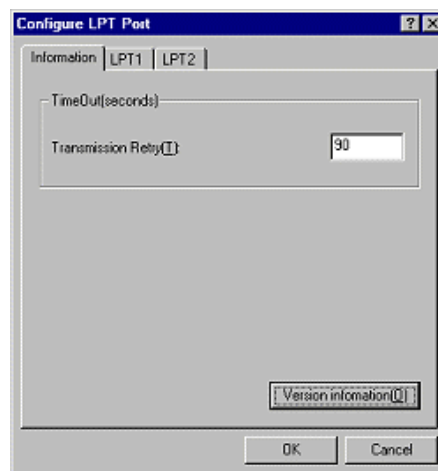 Configure LPT Port
Information LPT1 LPT2
TimeOut(seconds)
Transmission Retry(T): 90
Version infomation(O)
OK Cancel